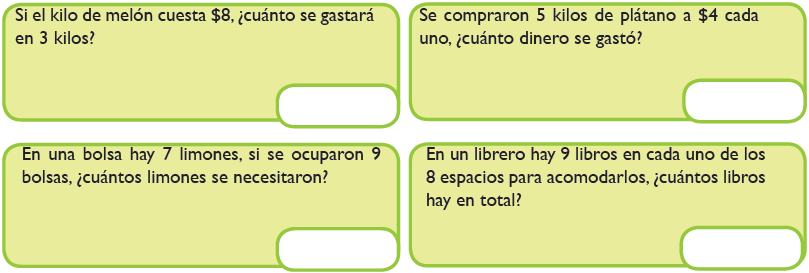 Si el kilo de melón cuesta $8, ¿cuánto se gastará
en 3 kilos?
Se compraron 5 kilos de plátano a $4 cada
uno, ¿cuánto dinero se gastó?
En una bolsa hay 7 limones, si se ocuparon 9
bolsas, ¿cuántos limones se necesitaron?
En un librero hay 9 libros en cada uno de los
8 espacios para acomodarlos, ¿cuántos libros
hay en total?